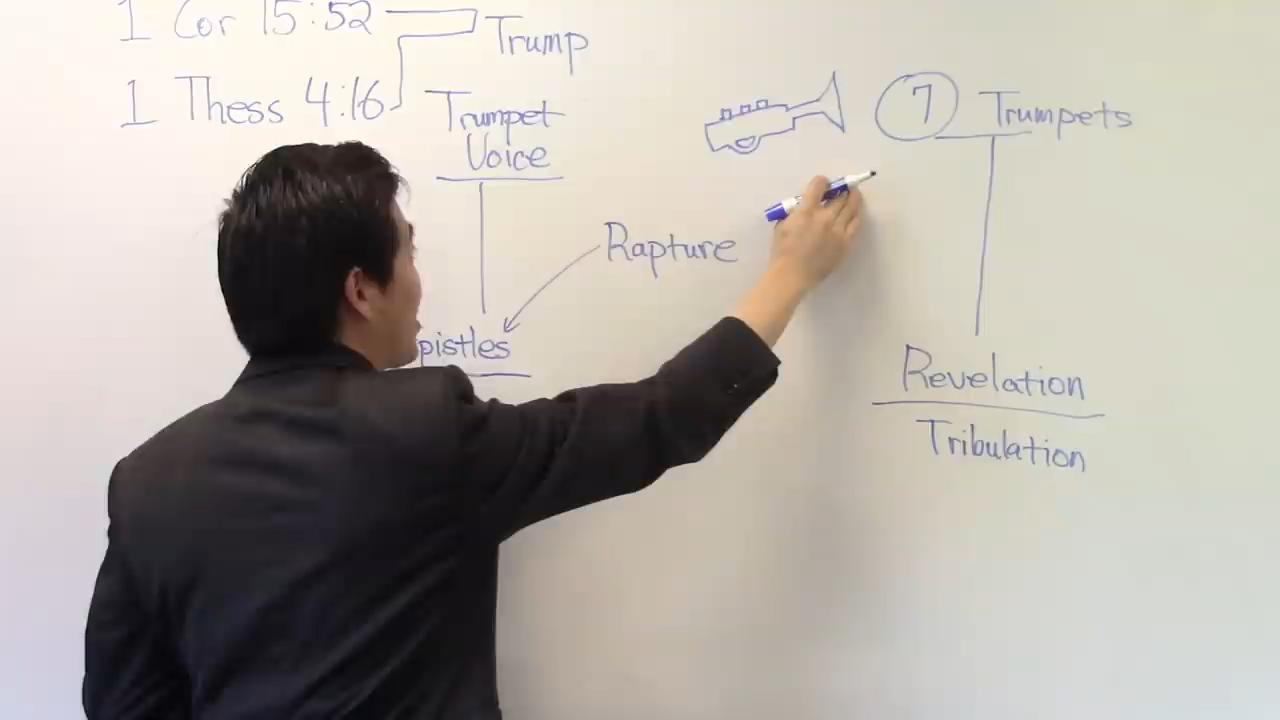 1 Cor 15:52
Trump
1 Thess 4:16
Trumpet
Voice
Rapture
pistles
7 Trumpets
Revelation
Tribulation